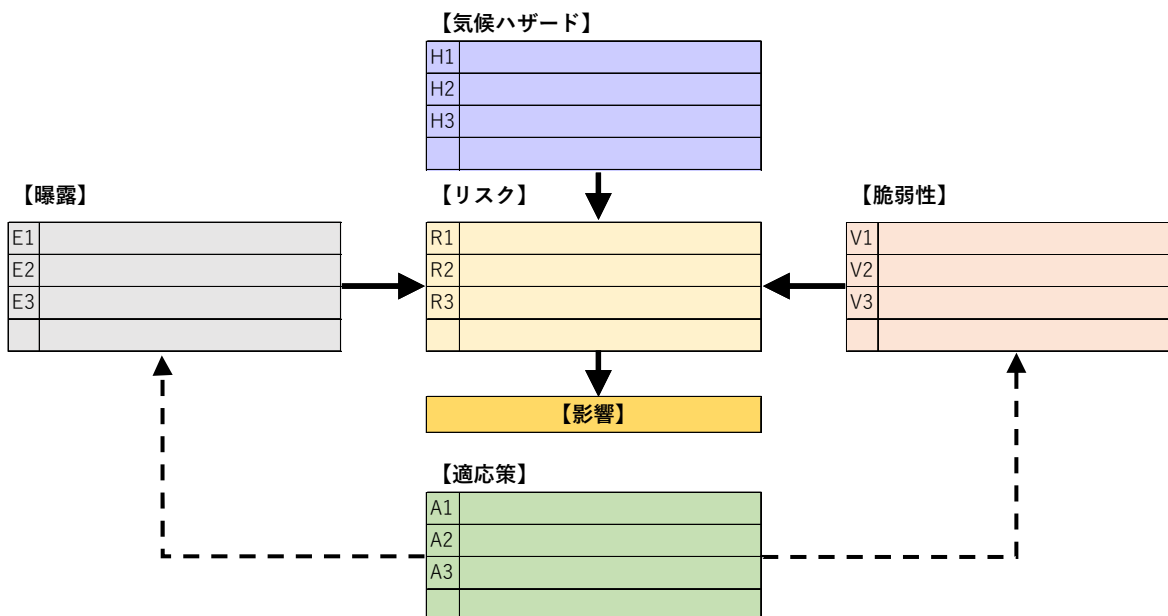 【気候ハザード】
H1
H2
H3
【曝露】
E1
E2
E3
【リスク】
R1
R2
R3
【脆弱性】
V1
V2
V3
【影響】
【適応策】
A1
A2
A3